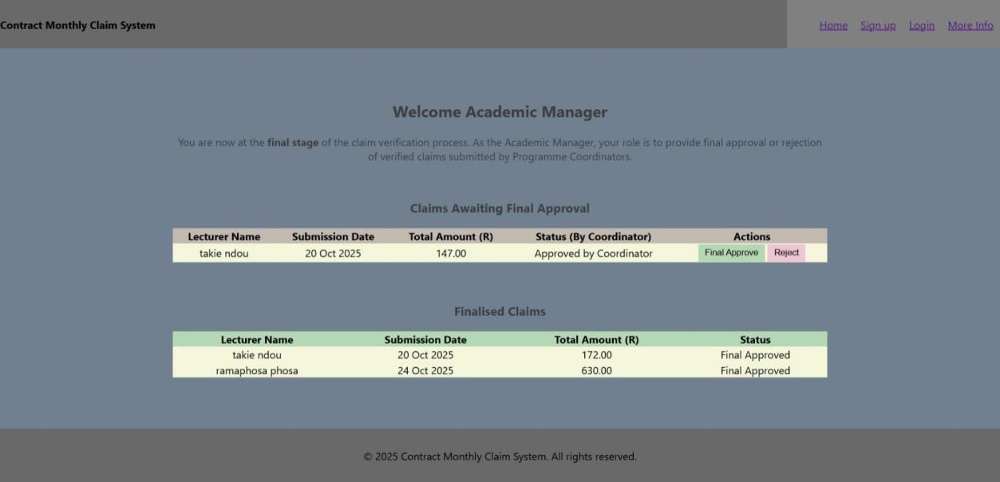 Contract Monthly Claim System
Home Sign up Login More Info
Welcome Academic Manager
You are now at the final stage of the claim verification process. As the Academic Manager, your role is to provide final approval or rejection
of verified claims submitted by Programme Coordinators.
Claims Awaiting Final Approval
Lecturer Name Submission Date Total Amount (R) Status (By Coordinator) Actions
takie ndou 20 Oct 2025 147.00 Approved by Coordinator Final Approve Reject
Finalised Claims
Lecturer Name Submission Date Total Amount (R) Status
takie ndou 20 Oct 2025 172.00 Final Approved
ramaphosa phosa 24 Oct 2025 630.00 Final Approved
© 2025 Contract Monthly Claim System. All rights reserved.